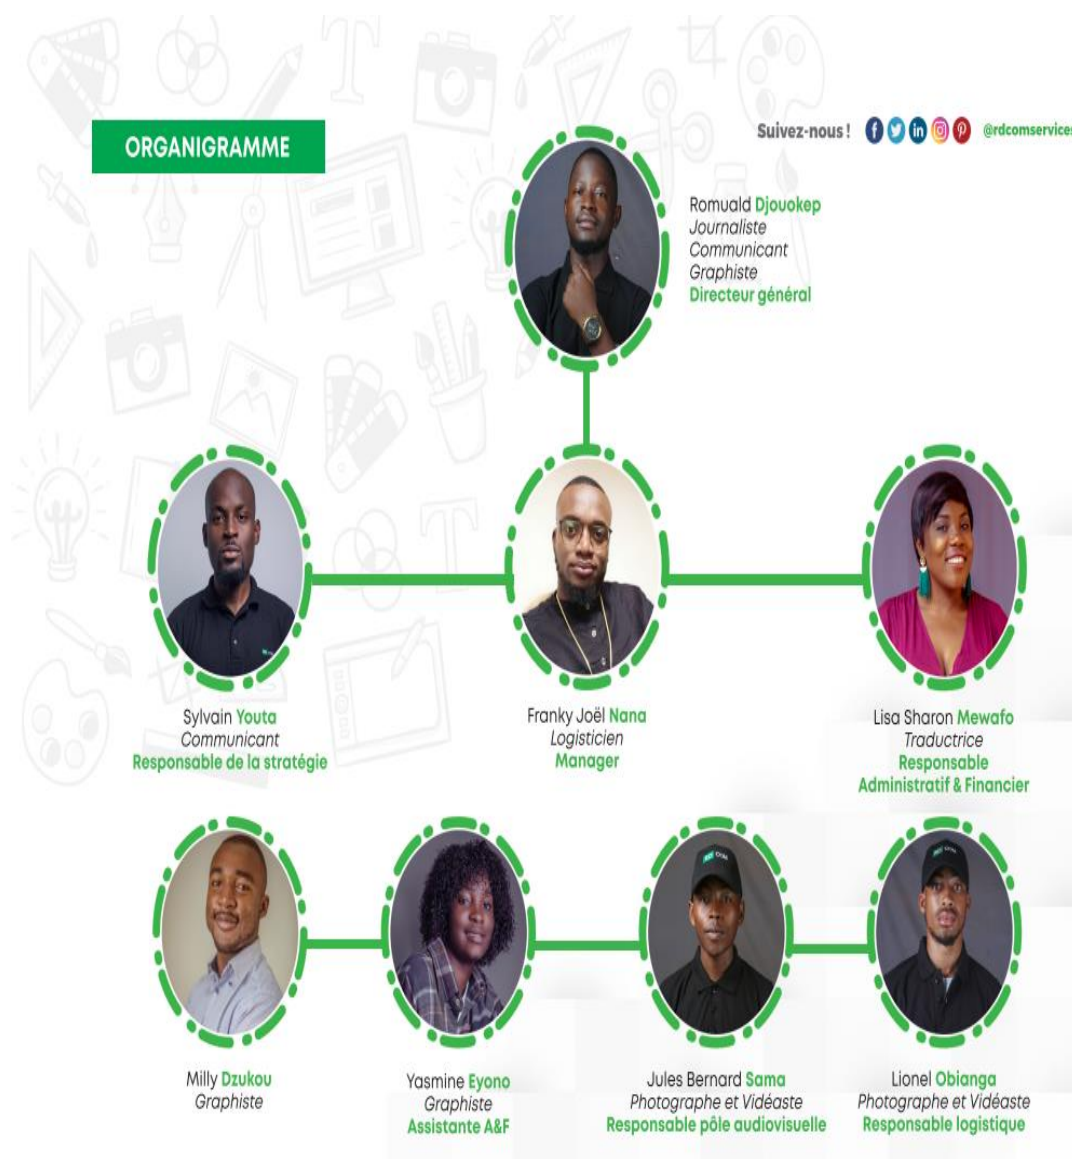 ORGANIGRAMME
Suivez-nous !
@rdcomservices
Romuald Djouokep
Journaliste
Communicant
Graphiste
Directeur général
Sylvain Youta
Communicant
Responsable de la stratégie
Franky Joël Nana
Logisticien
Manager
Lisa Sharon Mewafo
Traductrice
Responsable
Administratif & Financier
Milly Dzukou
Graphiste
Yasmine Eyono
Graphiste
Assistante A&F
Jules Bernard Sama
Photographe et Vidéaste
Responsable pôle audiovisuelle
Lionel Obianga
Photographe et Vidéaste
Responsable logistique